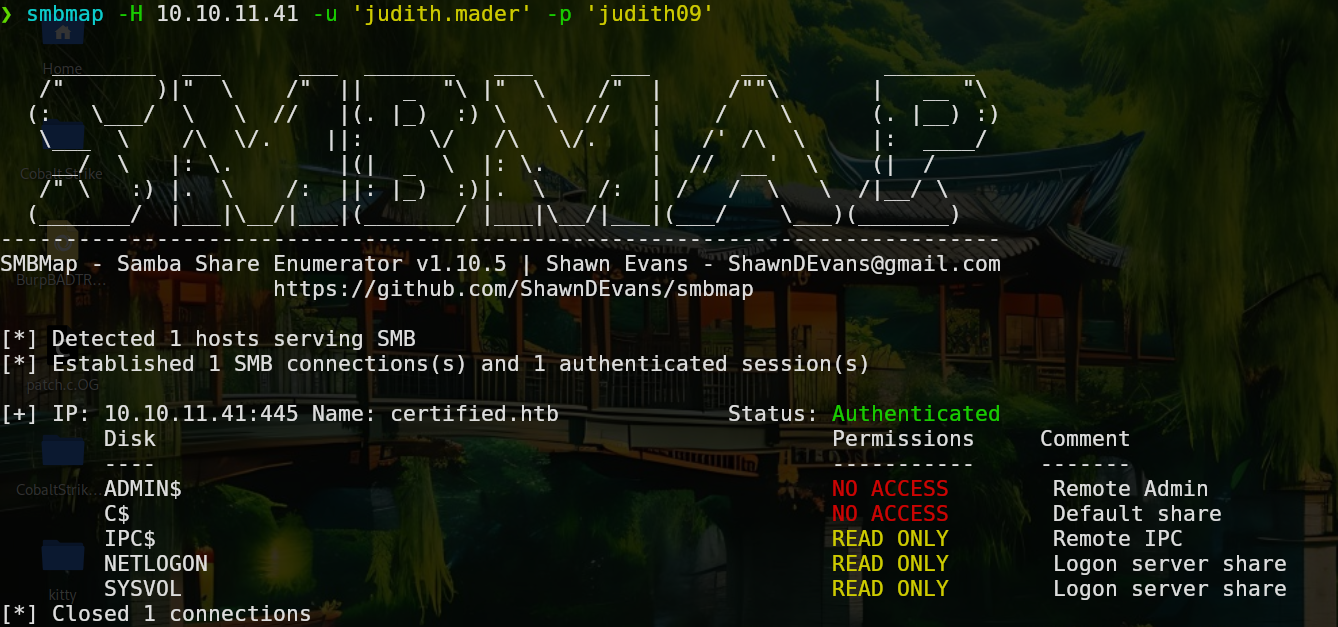 ❯ smbmap -H 10.10.11.41 -u 'judith.mader' -p 'judith09'
Home
CobaltStrike
SMBMap - Samba Share Enumerator v1.10.5 | Shawn Evans - ShawnDEvans@gmail.com
BurpBADTR...
https://github.com/ShawnDEvans/smbmap
[*] Detected 1 hosts serving SMB
[*] Established 1 SMB connections(s) and 1 authenticated session(s)
patch.c.OG
[+] IP: 10.10.11.41:445 Name: certified.htb Status: Authenticated
Disk Permissions Comment
---- ----------- -------
CobaltStrik...
ADMIN$ NO ACCESS Remote Admin
C$ NO ACCESS Default share
IPC$ READ ONLY Remote IPC
NETLOGON READ ONLY Logon server share
SYSVOL READ ONLY Logon server share
kitty
[*] Closed 1 connections